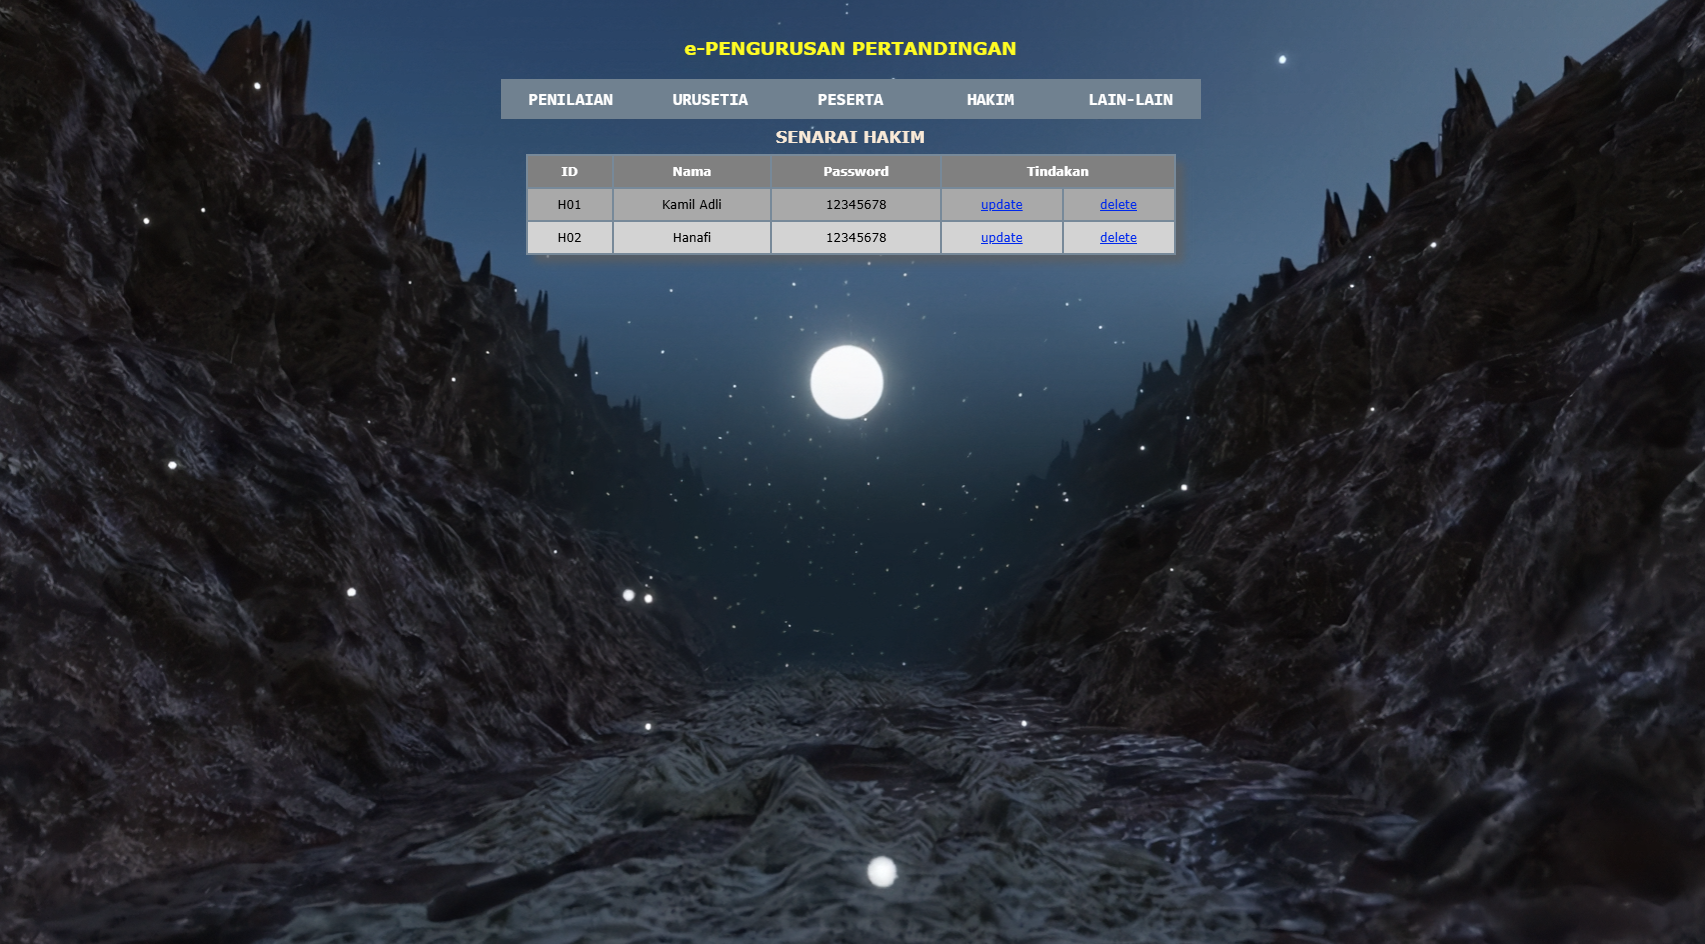 e-PENGURUSAN PERTANDINGAN
PENILAIAN URUSETIA PESERTA HAKIM LAIN-LAIN
SENARAI HAKIM
ID Nama Password Tindakan
H01 Kamil Adli 12345678 update delete
H02 Hanafi 12345678 update delete